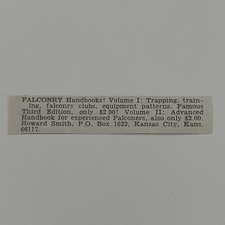 FALCONRY Handbooks! Volume I; Trapping, train-
ing, falconry clubs, equipment patterns. Famous
Third Edition, only $2.00! Volume II: Advanced
Handbook for experienced Falconers, also only $2.00.
Howard Smith, P.O. Box 1022, Kansas City, Kans.
66117.